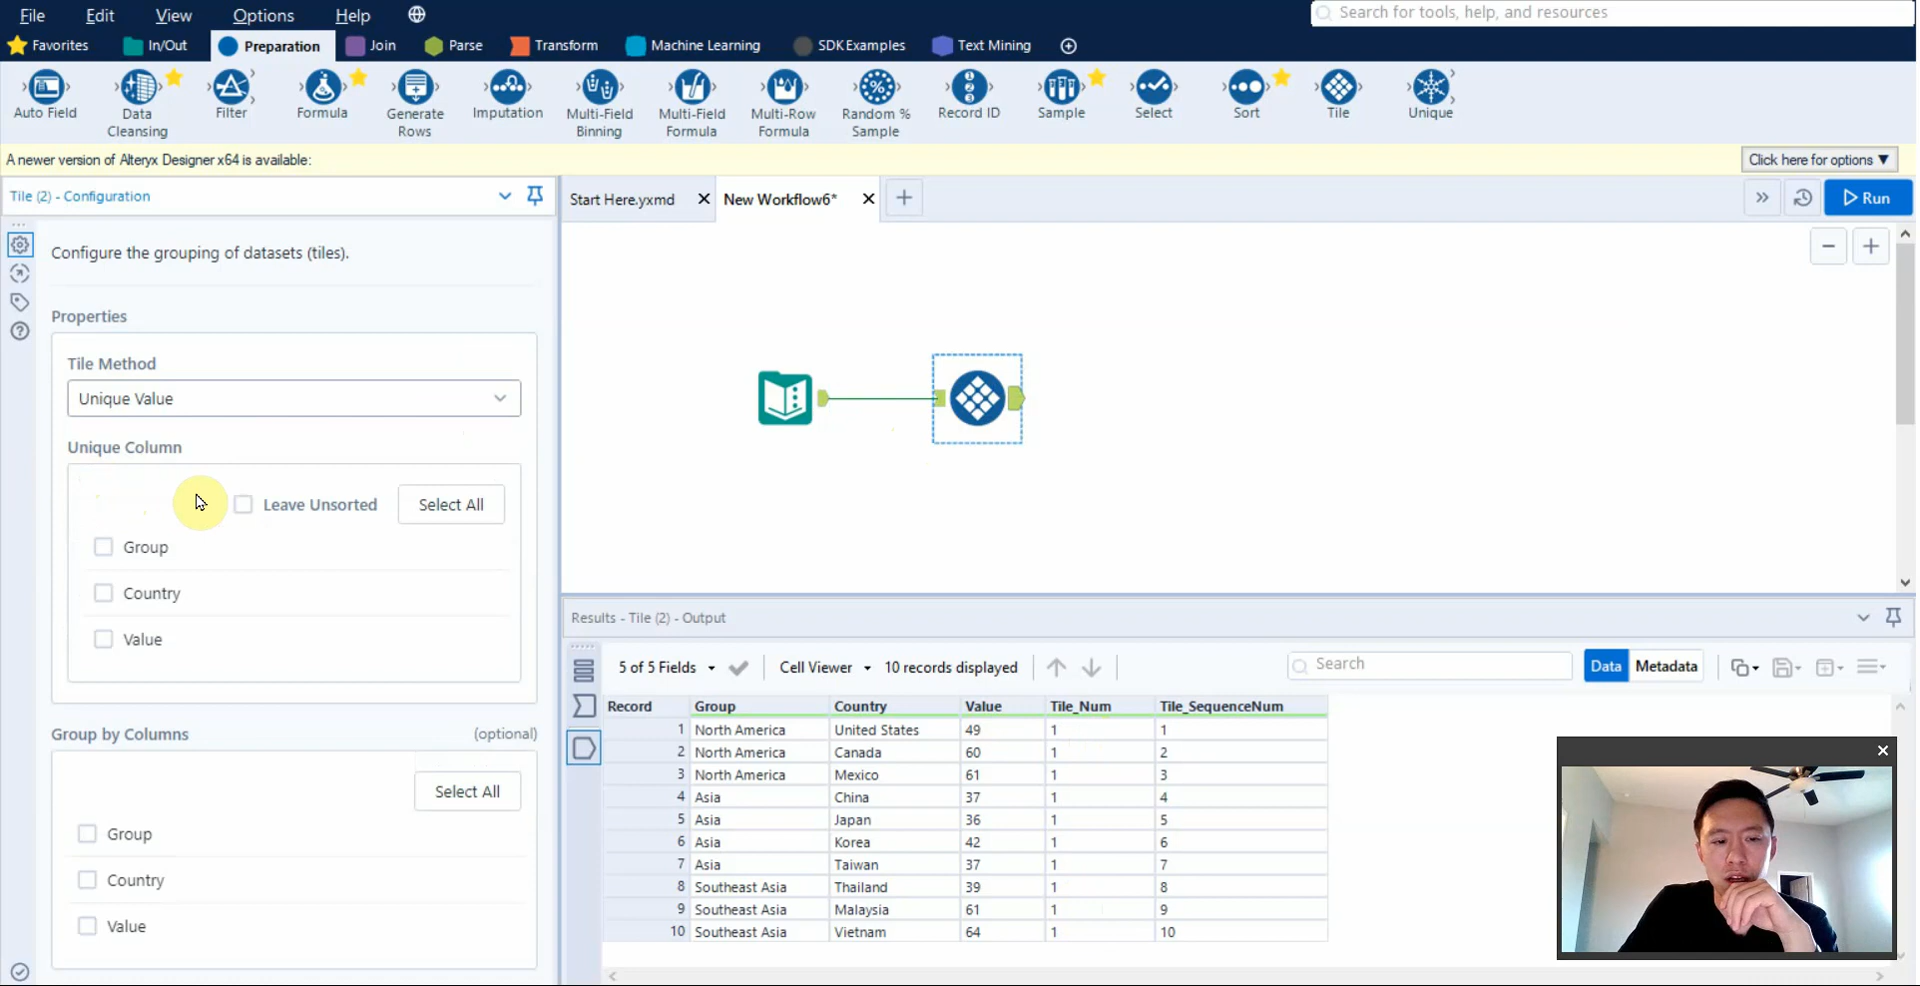 File Edit View Options Help
Search for tools, help, and resources
Favorites In/Out Preparation Join Parse Transform Machine Learning SDK Examples Text Mining
Auto Field
Data Cleansing
Filter
Formula
Generate Rows
Imputation
Multi-Field Binning
Multi-Field Formula
Multi-Row Formula
Random % Sample
Record ID
Sample
Select
Sort
Tile
Unique
A newer version of Alteryx Designer x64 is available:
Click here for options ▼
Tile (2) - Configuration
Start Here.yxmd
New Workflow6*
Run
Configure the grouping of datasets (tiles).
Properties
Tile Method
Unique Value
Unique Column
Leave Unsorted Select All
Group
Country
Value
Group by Columns (optional)
Select All
Group
Country
Value
Results - Tile (2) - Output
5 of 5 Fields Cell Viewer 10 records displayed Search Data Metadata
Record Group Country Value Tile_Num Tile_SequenceNum
1 North America United States 49 1 1
2 North America Canada 60 1 2
3 North America Mexico 61 1 3
4 Asia China 37 1 4
5 Asia Japan 36 1 5
6 Asia Korea 42 1 6
7 Asia Taiwan 37 1 7
8 Southeast Asia Thailand 39 1 8
9 Southeast Asia Malaysia 61 1 9
10 Southeast Asia Vietnam 64 1 10